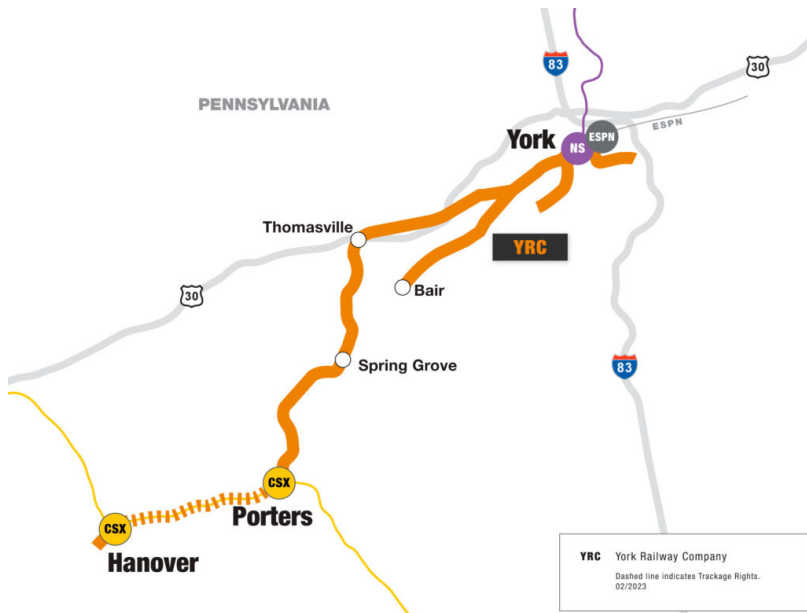 83
30
PENNSYLVANIA
ESPN
ESPN
York
NS
Thomasville
YRC
Bair
30
Spring Grove
83
CSX
Porters
CSX
Hanover
YRC York Railway Company
Dashed line indicates Trackage Rights.
02/2023